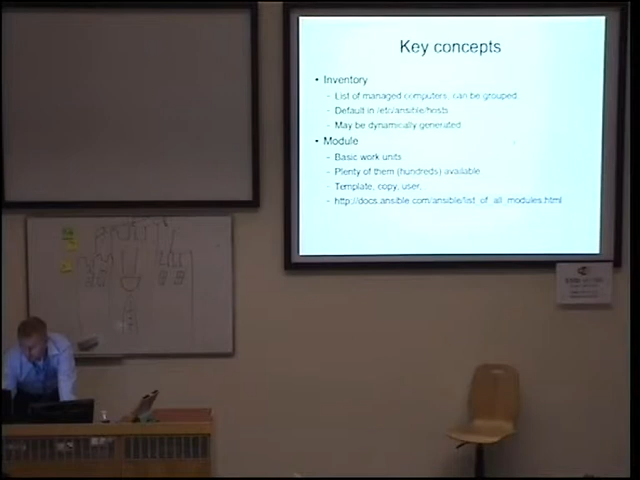 Key concepts
• Inventory
- List of managed computers, can be grouped
- Default in /etc/ansible/hosts
- May be dynamically generated
• Module
- Basic work units
- Plenty of them (hundreds) available
- Template, copy, user,
- http://docs.ansible.com/ansible/list_of_all_modules.html